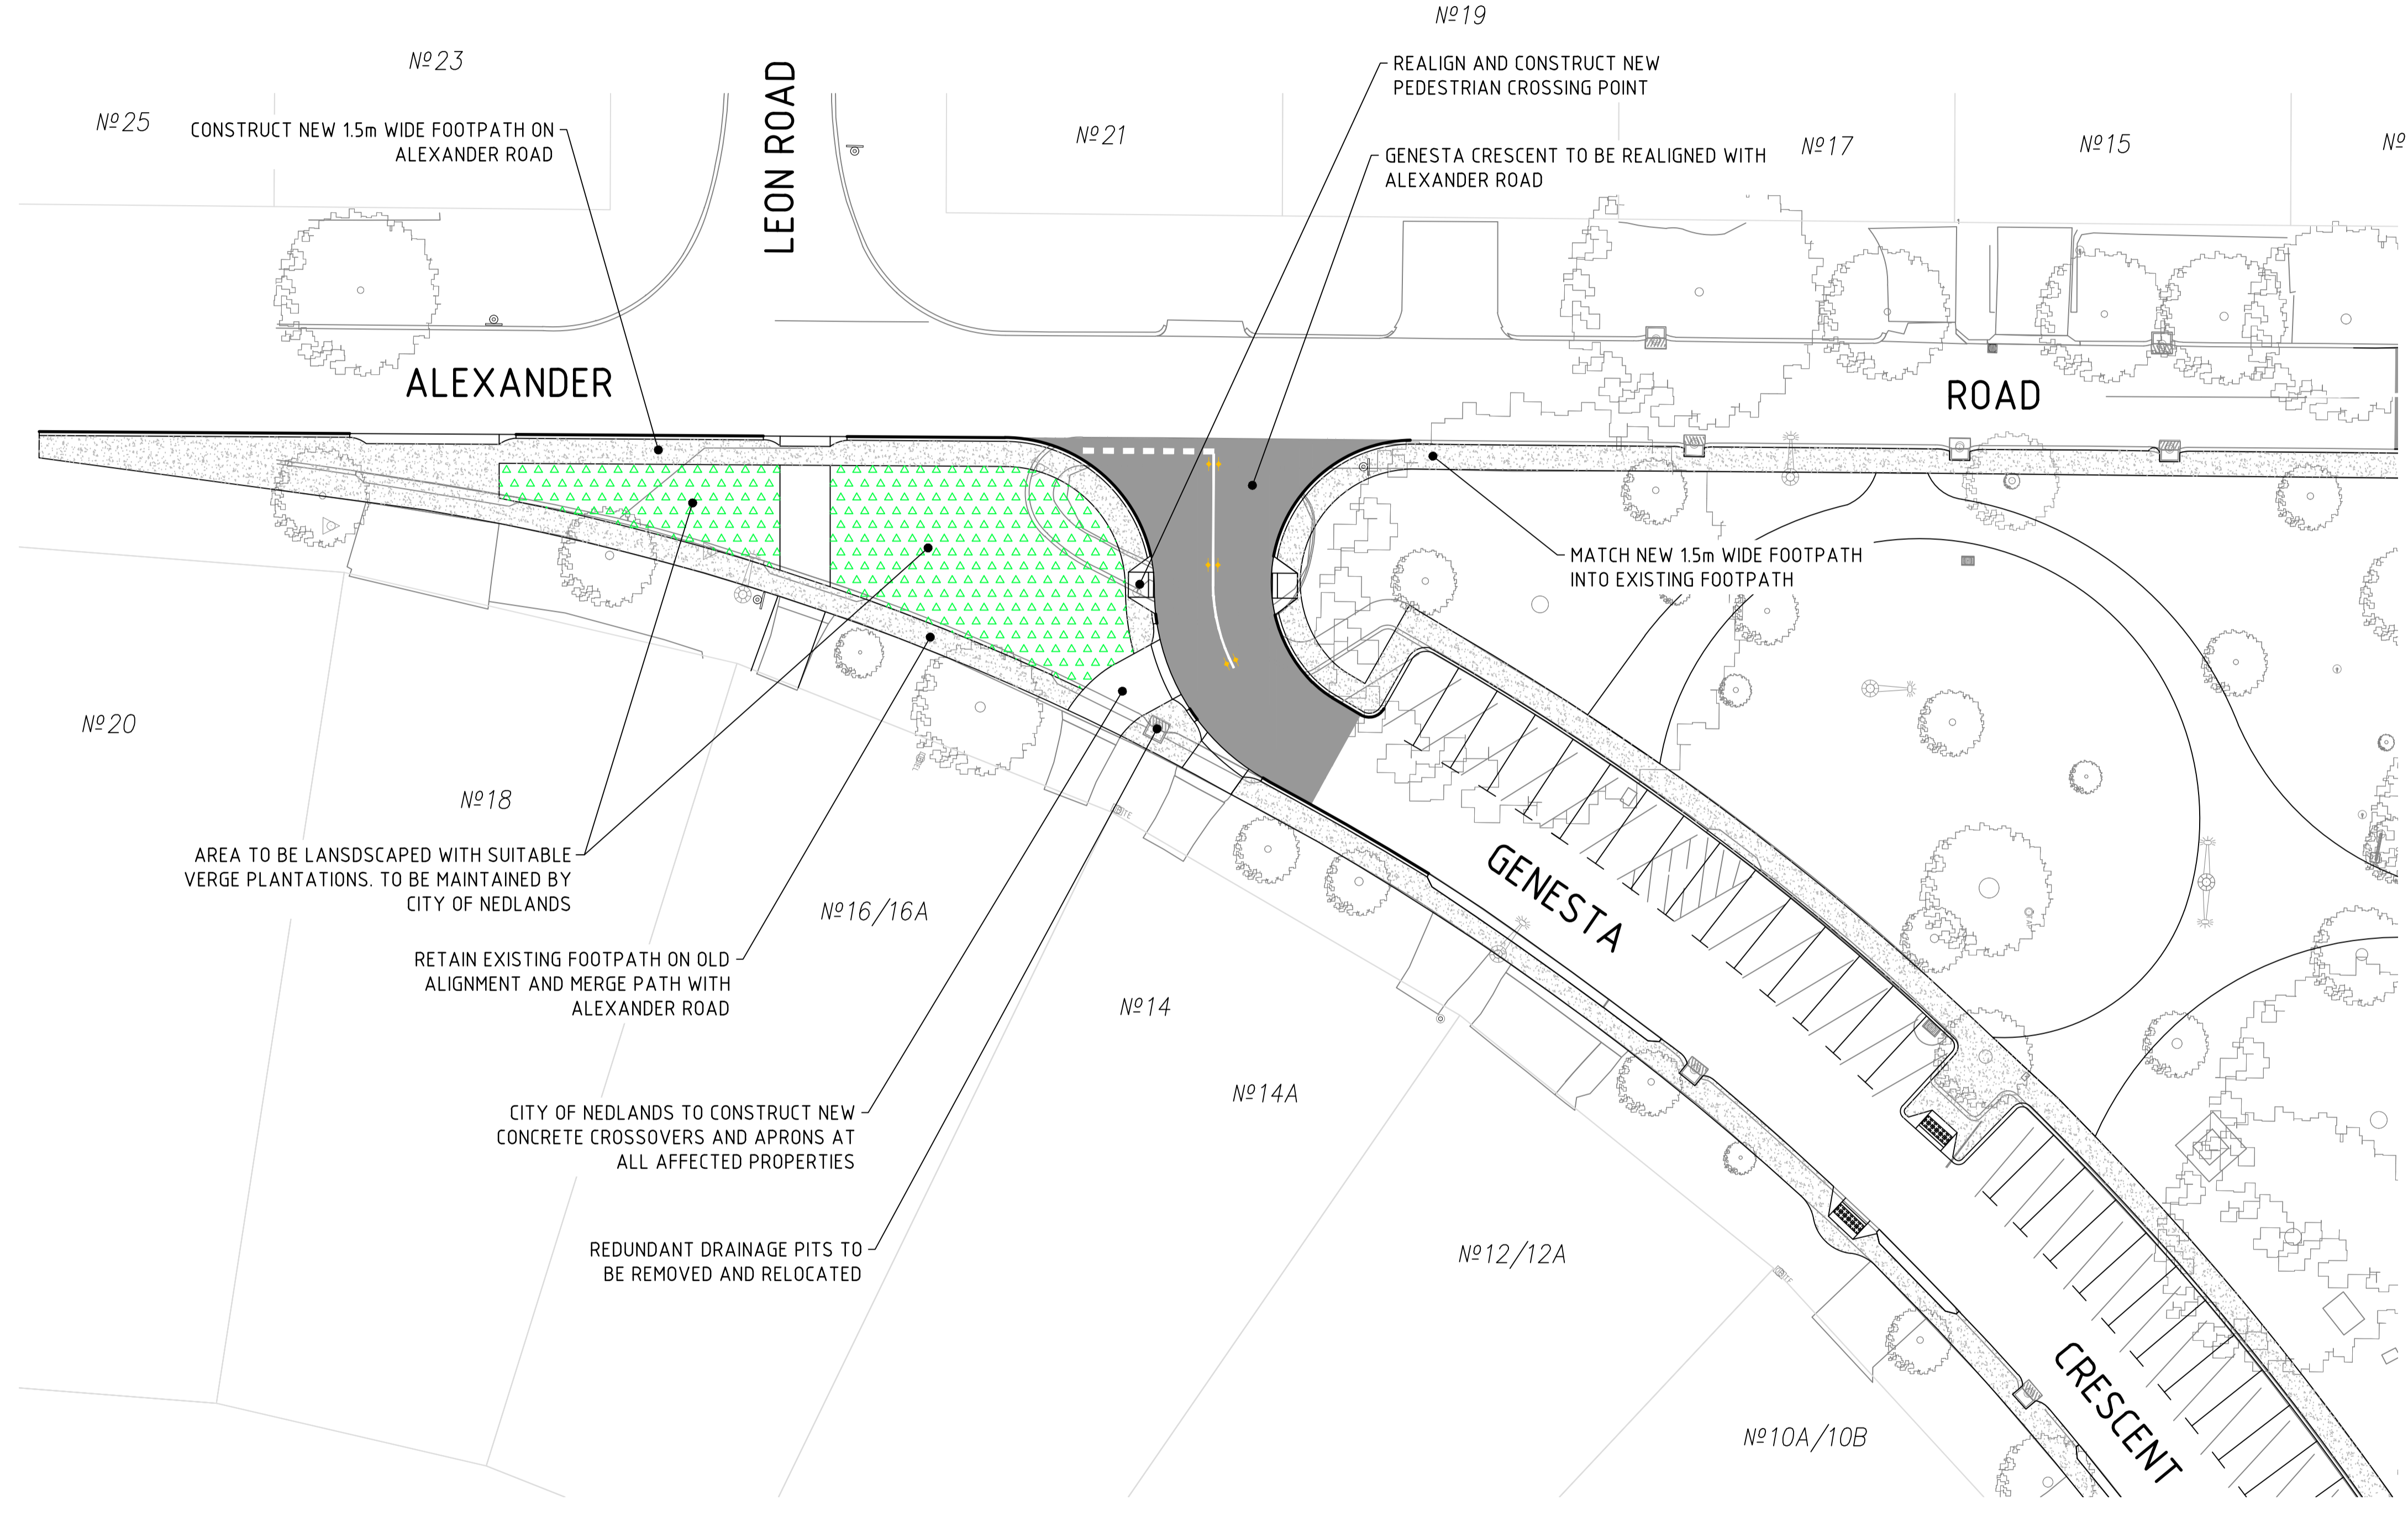 Nº19
Nº23
Nº25
CONSTRUCT NEW 1.5m WIDE FOOTPATH ON
ALEXANDER ROAD
LEON ROAD
Nº21
REALIGN AND CONSTRUCT NEW
PEDESTRIAN CROSSING POINT
GENESTA CRESCENT TO BE REALIGNED WITH
ALEXANDER ROAD
Nº17
Nº15
Nº
ALEXANDER
ROAD
MATCH NEW 1.5m WIDE FOOTPATH
INTO EXISTING FOOTPATH
Nº20
Nº18
AREA TO BE LANSDSCAPED WITH SUITABLE
VERGE PLANTATIONS. TO BE MAINTAINED BY
CITY OF NEDLANDS
Nº16/16A
RETAIN EXISTING FOOTPATH ON OLD
ALIGNMENT AND MERGE PATH WITH
ALEXANDER ROAD
GENESTA
Nº14
Nº14A
CITY OF NEDLANDS TO CONSTRUCT NEW
CONCRETE CROSSOVERS AND APRONS AT
ALL AFFECTED PROPERTIES
REDUNDANT DRAINAGE PITS TO
BE REMOVED AND RELOCATED
Nº12/12A
Nº10A/10B
CRESCENT